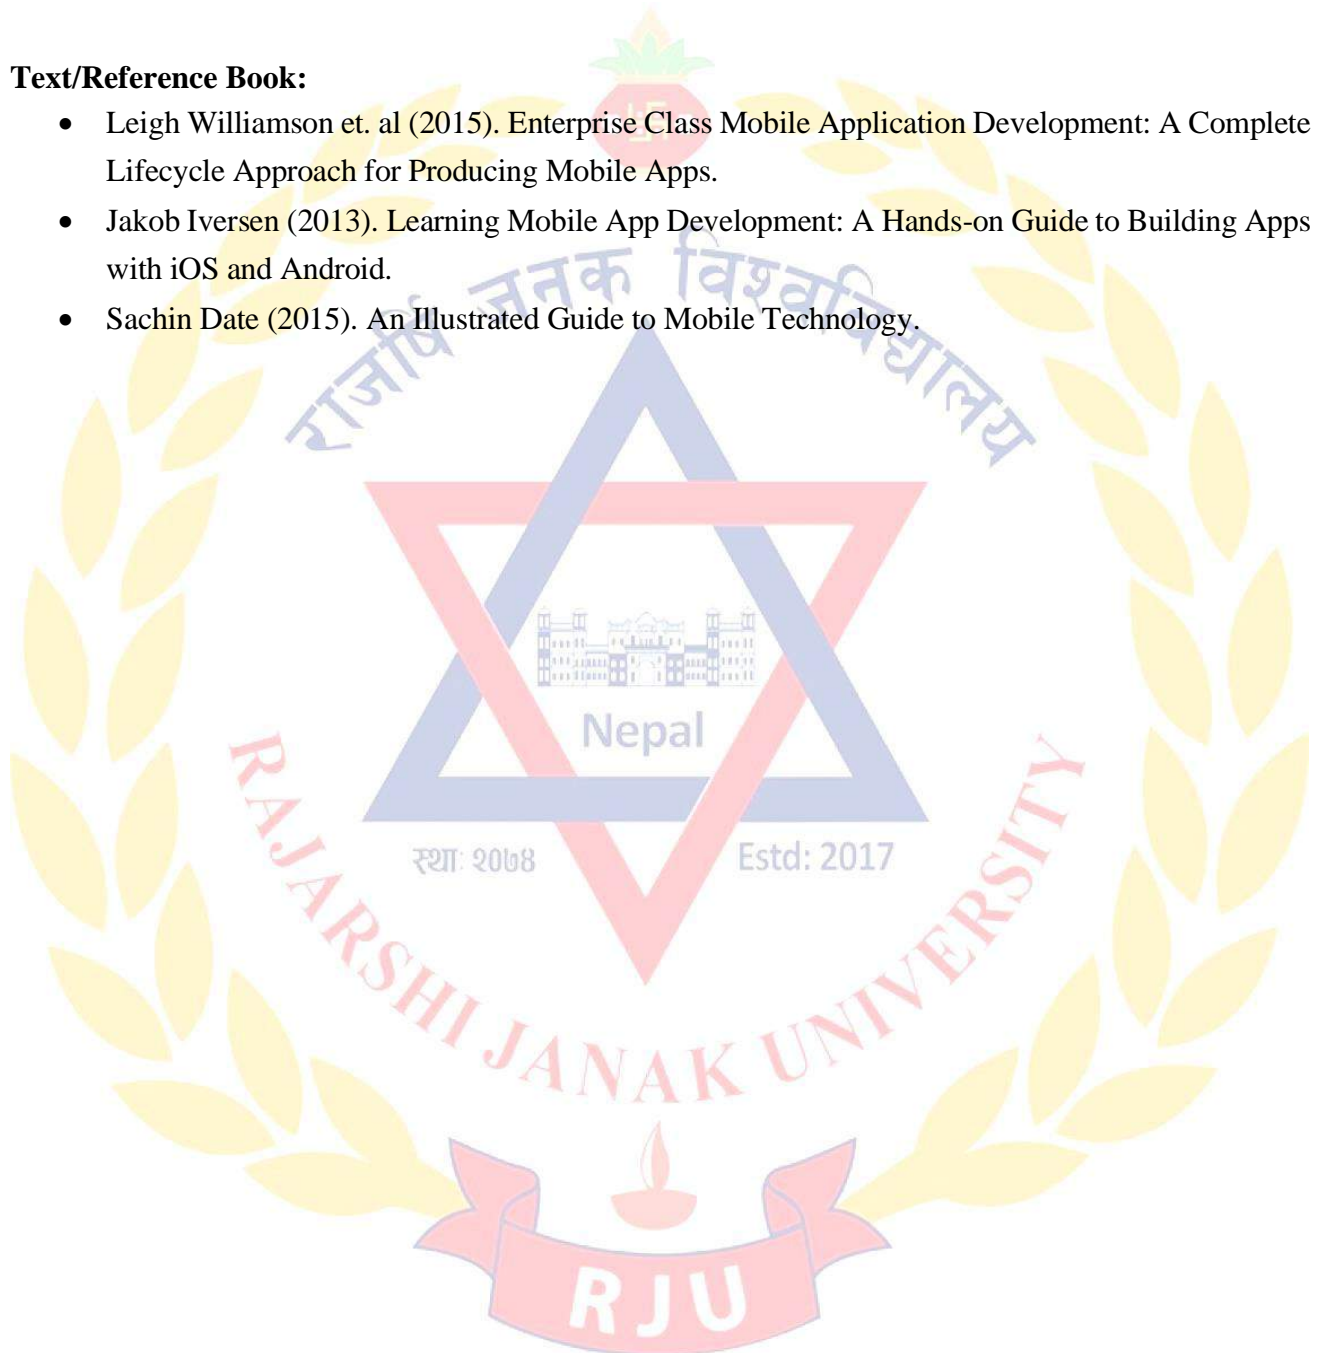 Text/Reference Book:
• Leigh Williamson et. al (2015). Enterprise Class Mobile Application Development: A Complete
Lifecycle Approach for Producing Mobile Apps.
• Jakob Iversen (2013). Learning Mobile App Development: A Hands-on Guide to Building Apps
with iOS and Android.
• Sachin Date (2015). An Illustrated Guide to Mobile Technology.
राजर्षि जनक विश्वविद्यालय
Nepal
स्था: २०७४
Estd: 2017
RAJARSHI JANAK UNIVERSITY
RJU